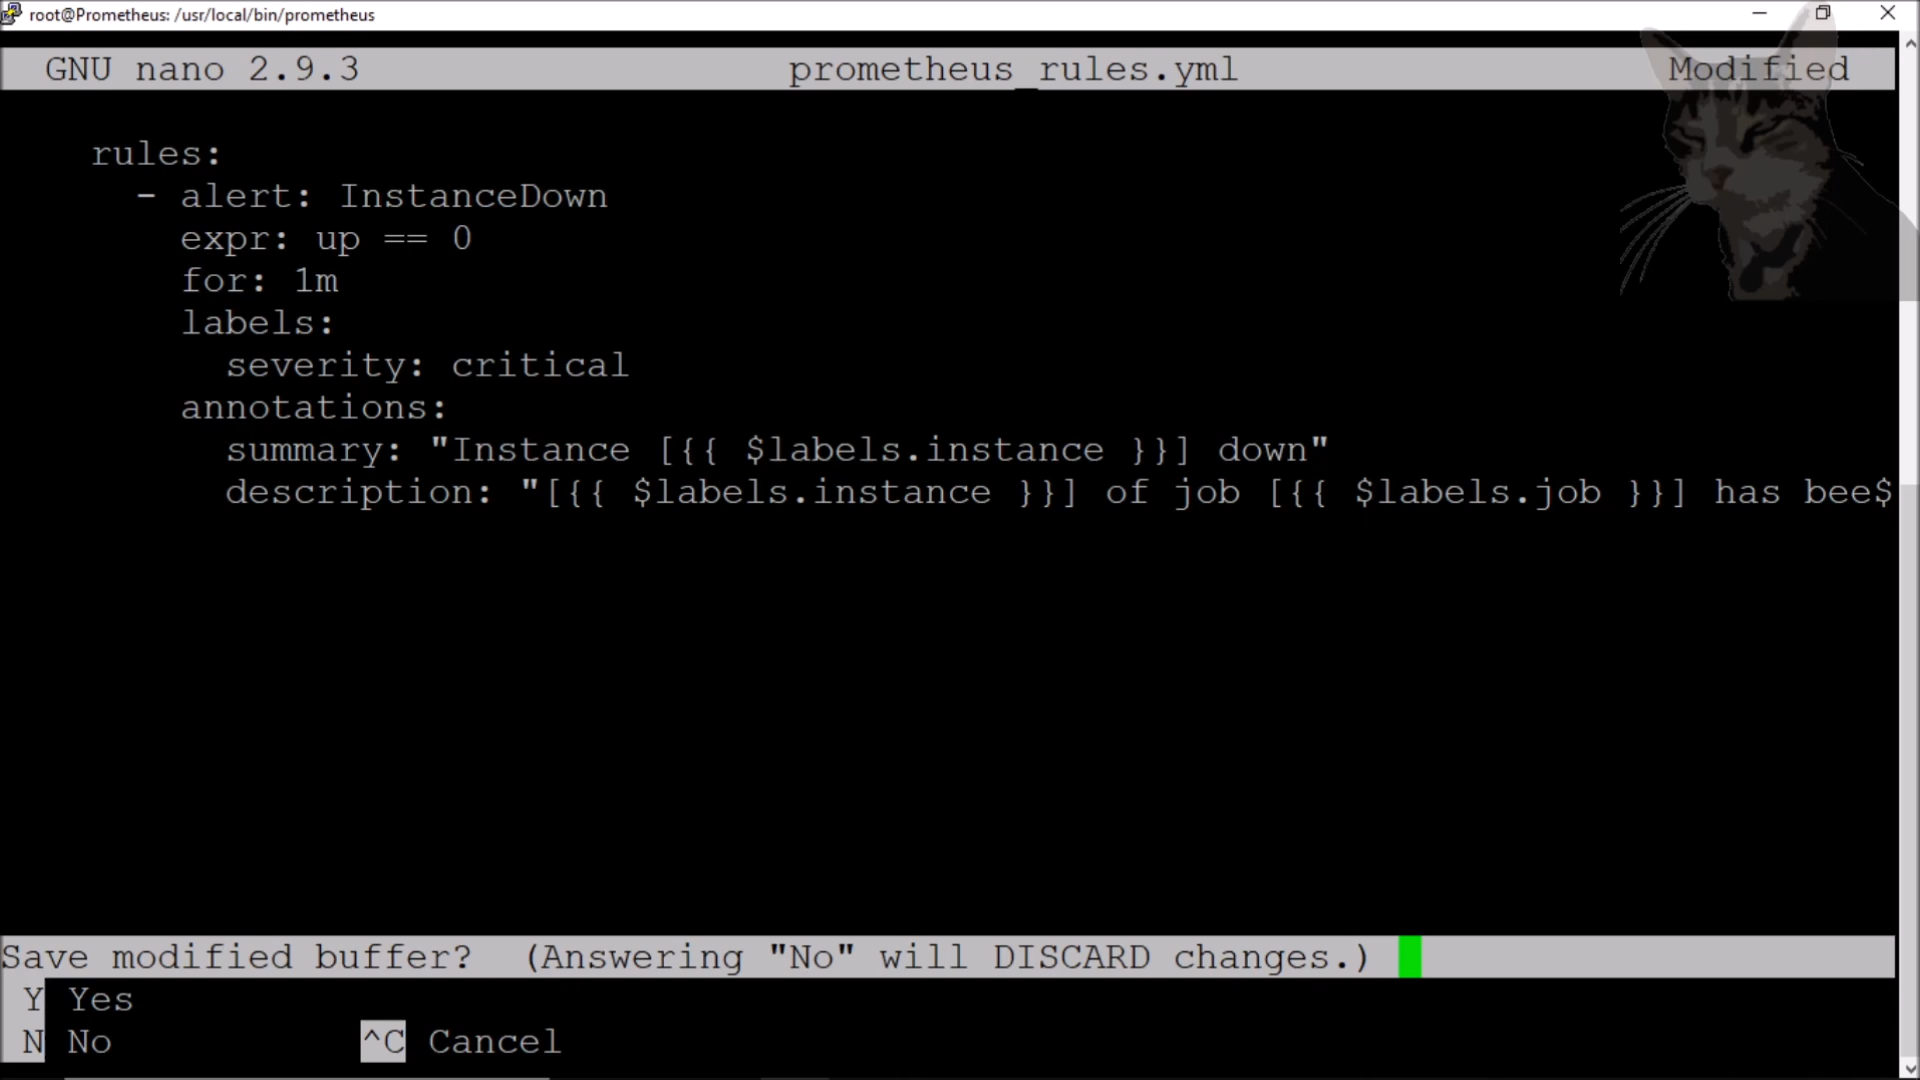 root@Prometheus: /usr/local/bin/prometheus
GNU nano 2.9.3 prometheus_rules.yml Modified
rules:
- alert: InstanceDown
expr: up == 0
for: 1m
labels:
severity: critical
annotations:
summary: "Instance [{{ $labels.instance }}] down"
description: "[{{ $labels.instance }}] of job [{{ $labels.job }}] has bee$
Save modified buffer? (Answering "No" will DISCARD changes.)
Y Yes
N No ^C Cancel